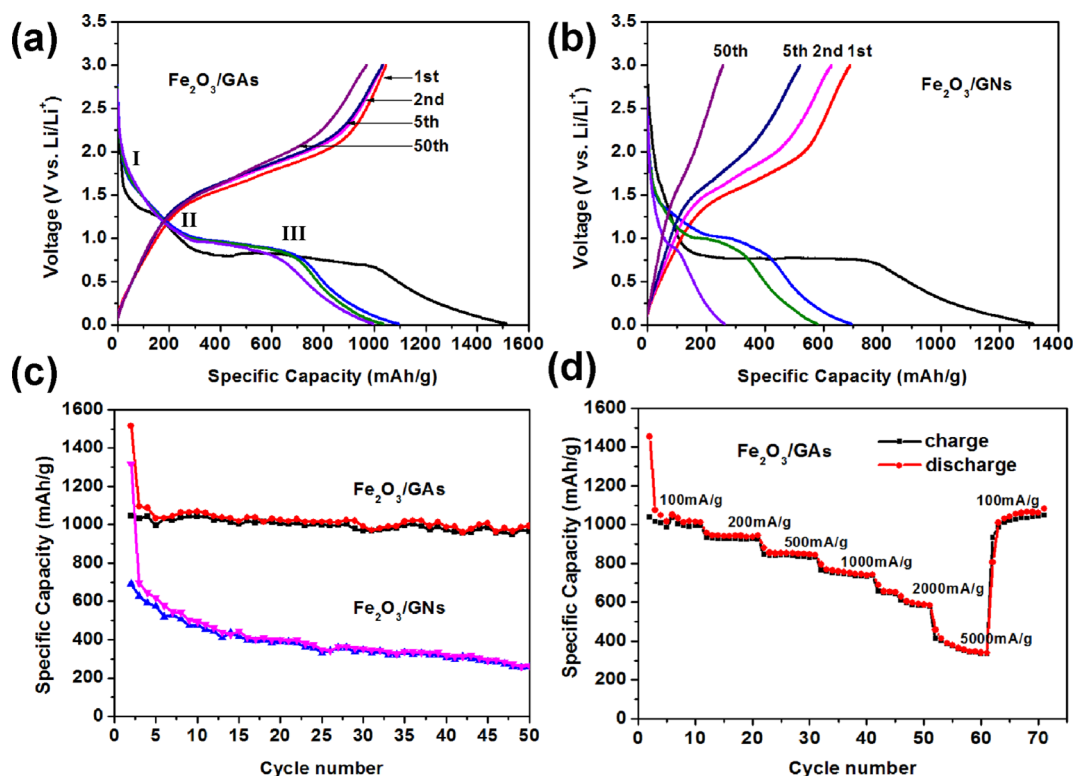 (a)
3.5
3.0
2.5
2.0
1.5
1.0
0.5
0.0
Voltage (V vs. Li/Li⁺)
Fe₂O₃/GAs
1st
2nd
5th
50th
I
II
III
0 200 400 600 800 1000 1200 1400 1600
Specific Capacity (mAh/g)
(b)
3.5
3.0
2.5
2.0
1.5
1.0
0.5
0.0
Voltage (V vs. Li/Li⁺)
50th 5th 2nd 1st
Fe₂O₃/GNs
0 200 400 600 800 1000 1200 1400
Specific Capacity (mAh/g)
(c)
1600
1400
1200
1000
800
600
400
200
0
Specific Capacity (mAh/g)
Fe₂O₃/GAs
Fe₂O₃/GNs
0 5 10 15 20 25 30 35 40 45 50
Cycle number
(d)
1600
1400
1200
1000
800
600
400
200
0
Specific Capacity (mAh/g)
Fe₂O₃/GAs
charge
discharge
100mA/g
200mA/g
500mA/g
1000mA/g
2000mA/g
5000mA/g
100mA/g
0 10 20 30 40 50 60 70
Cycle number